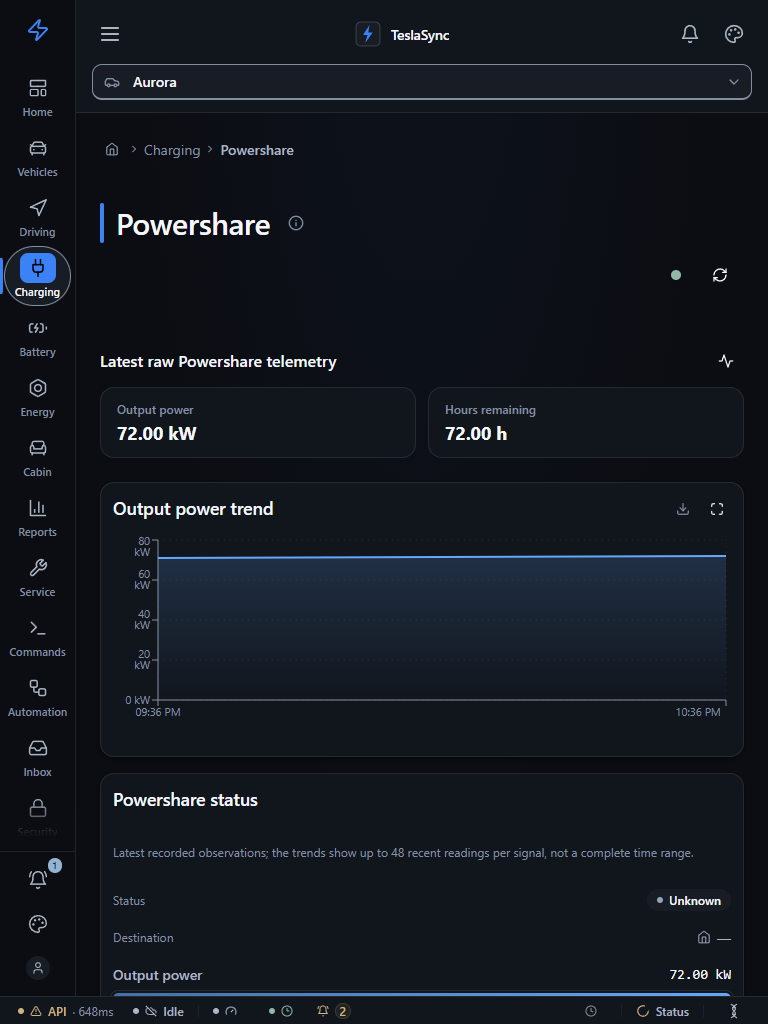 TeslaSync
Aurora
Home
Vehicles
Driving
Charging
Battery
Energy
Cabin
Reports
Service
Commands
Automation
Inbox
Security
1
Charging
Powershare
Powershare
Latest raw Powershare telemetry
Output power
72.00 kW
Hours remaining
72.00 h
Output power trend
80
kW
60
kW
40
kW
20
kW
0 kW
09:36 PM
10:36 PM
Powershare status
Latest recorded observations; the trends show up to 48 recent readings per signal, not a complete time range.
Status
Unknown
Destination
—
Output power
72.00 kW
API · 648ms
Idle
2
Status